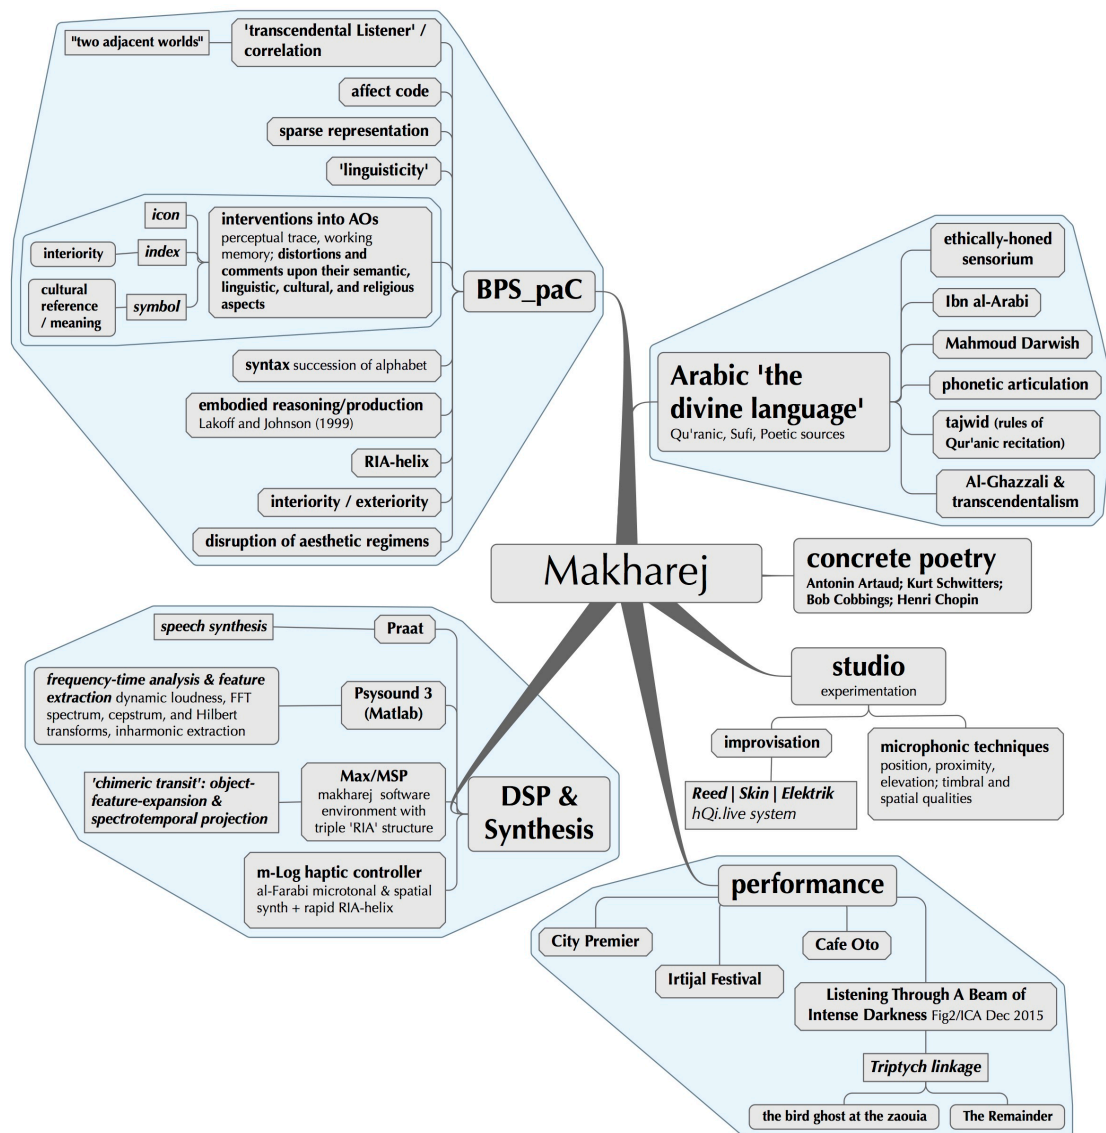 "two adjacent worlds"
'transcendental Listener' /
correlation
affect code
sparse representation
'linguisticity'
icon
index
symbol
interiority
cultural
reference
/ meaning
interventions into AOs
perceptual trace, working
memory; distortions and
comments upon their semantic,
linguistic, cultural, and religious
aspects
syntax succession of alphabet
embodied reasoning/production
Lakoff and Johnson (1999)
RIA-helix
interiority / exteriority
disruption of aesthetic regimens
BPS_paC
Arabic 'the
divine language'
Qu'ranic, Sufi, Poetic sources
ethically-honed
sensorium
Ibn al-Arabi
Mahmoud Darwish
phonetic articulation
tajwid (rules of
Qur'anic recitation)
Al-Ghazzali &
transcendentalism
Makharej
concrete poetry
Antonin Artaud; Kurt Schwitters;
Bob Cobbings; Henri Chopin
studio
experimentation
improvisation
Reed | Skin | Elektrik
hQi.live system
microphonic techniques
position, proximity,
elevation; timbral and
spatial qualities
speech synthesis
Praat
frequency-time analysis & feature
extraction dynamic loudness, FFT
spectrum, cepstrum, and Hilbert
transforms, inharmonic extraction
Psysound 3
(Matlab)
'chimeric transit': object-
feature-expansion &
spectrotemporal projection
Max/MSP
makharej software
environment with
triple 'RIA' structure
m-Log haptic controller
al-Farabi microtonal & spatial
synth + rapid RIA-helix
DSP &
Synthesis
performance
City Premier
Irtijal Festival
Cafe Oto
Listening Through A Beam of
Intense Darkness Fig2/ICA Dec 2015
Triptych linkage
the bird ghost at the zaouia
The Remainder